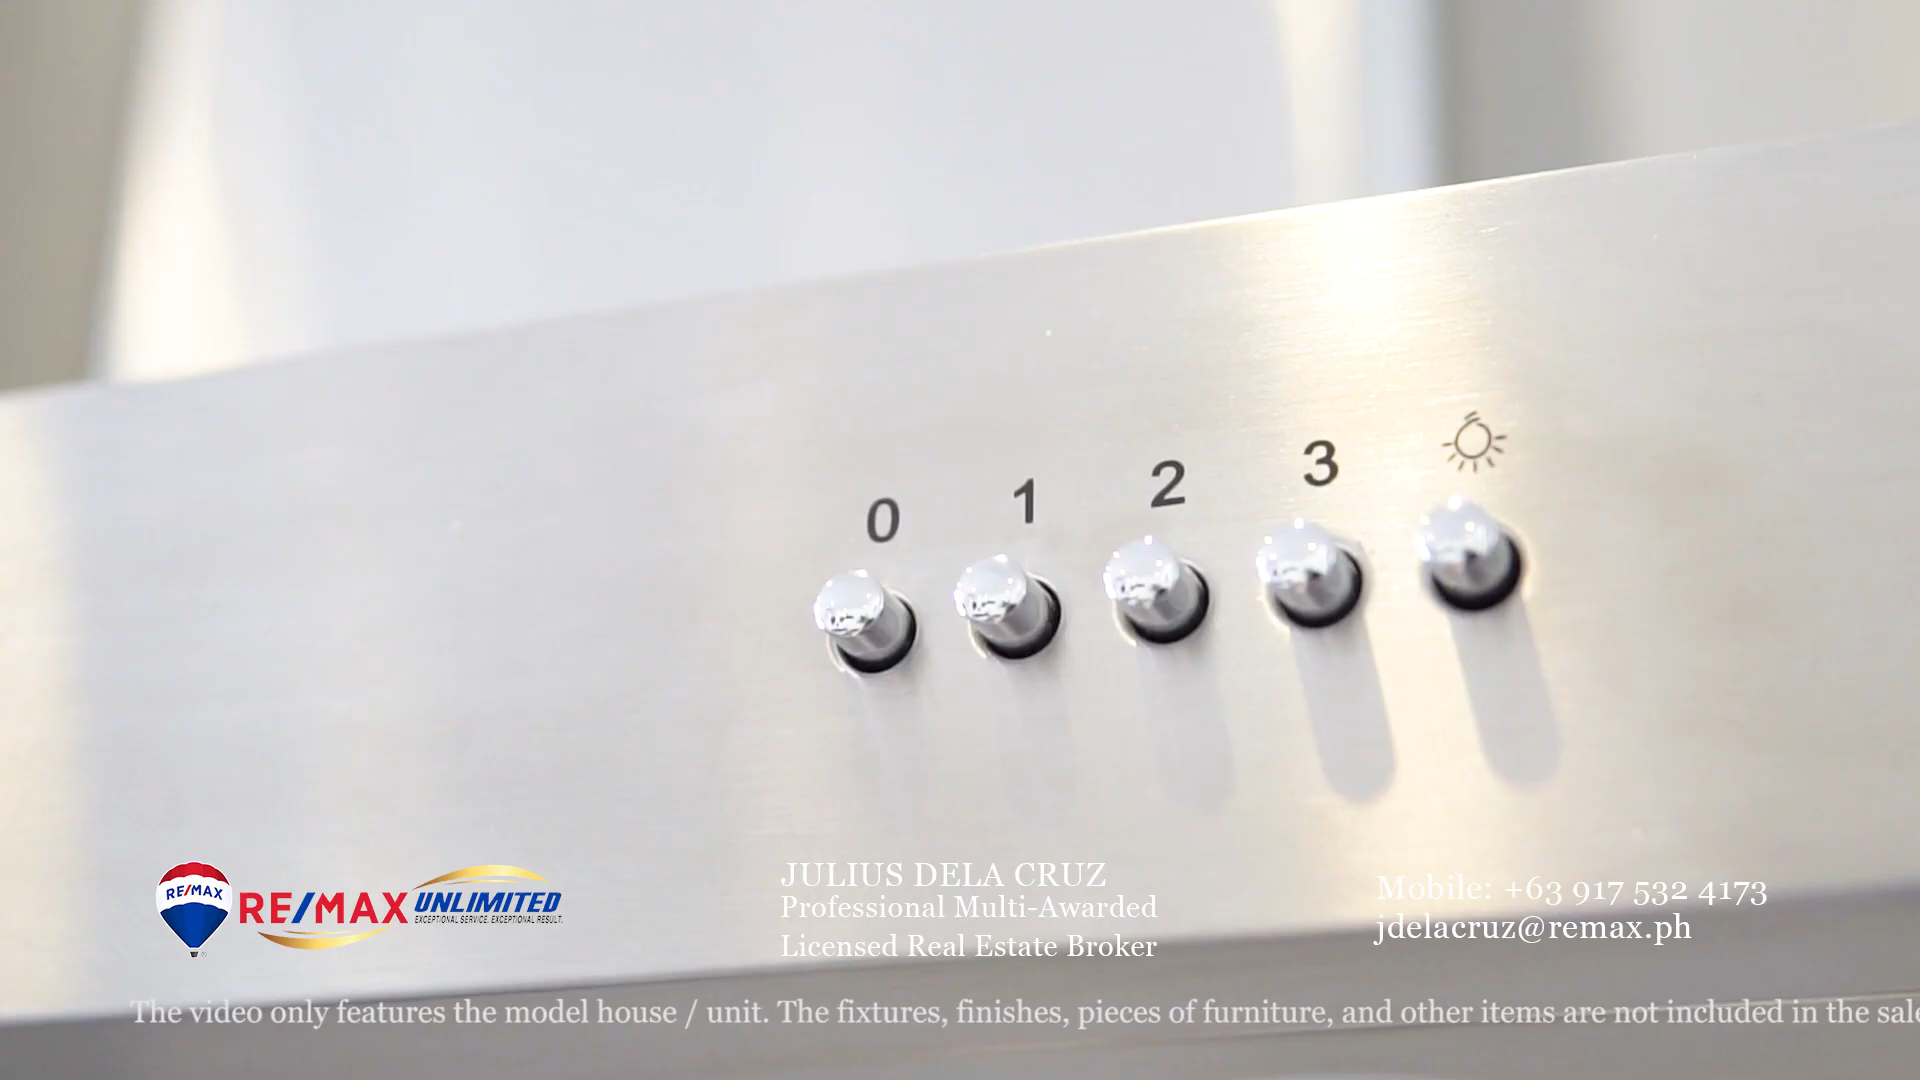 0 1 2 3
RE/MAX
RE/MAX UNLIMITED
EXCEPTIONAL SERVICE. EXCEPTIONAL RESULT.
JULIUS DELA CRUZ
Professional Multi-Awarded
Licensed Real Estate Broker
Mobile: +63 917 532 4173
jdelacruz@remax.ph
The video only features the model house / unit. The fixtures, finishes, pieces of furniture, and other items are not included in the sale